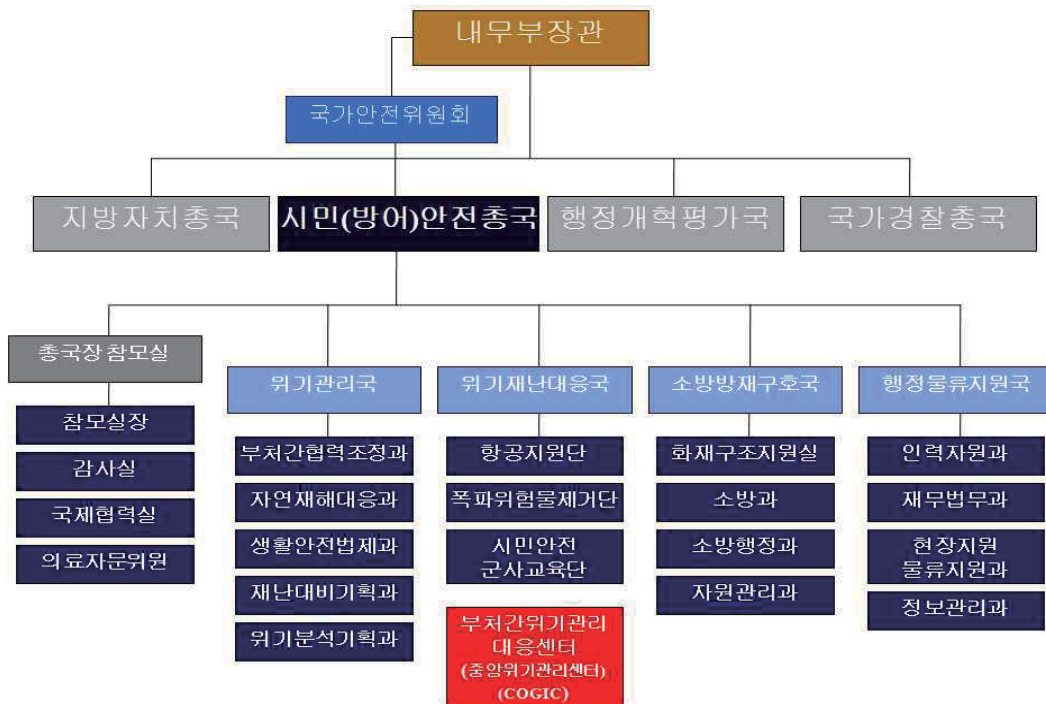 내무부장관
국가안전위원회
지방자치총국
시민(방어)안전총국
행정개혁평가국
국가경찰총국
총국장 참모실
참모실장
감사실
국제협력실
의료자문위원
위기관리국
부처간협력조정과
자연재해대응과
생활안전법제과
재난대비기획과
위기분석기획과
위기재난대응국
항공지원단
폭파위험물제거단
시민안전
군사교육단
부처간위기관리
대응센터
(중앙위기관리센터)
(COGIC)
소방방재구호국
화재구조지원실
소방과
소방행정과
자원관리과
행정물류지원국
인력자원과
재무법무과
현장지원
물류지원과
정보관리과